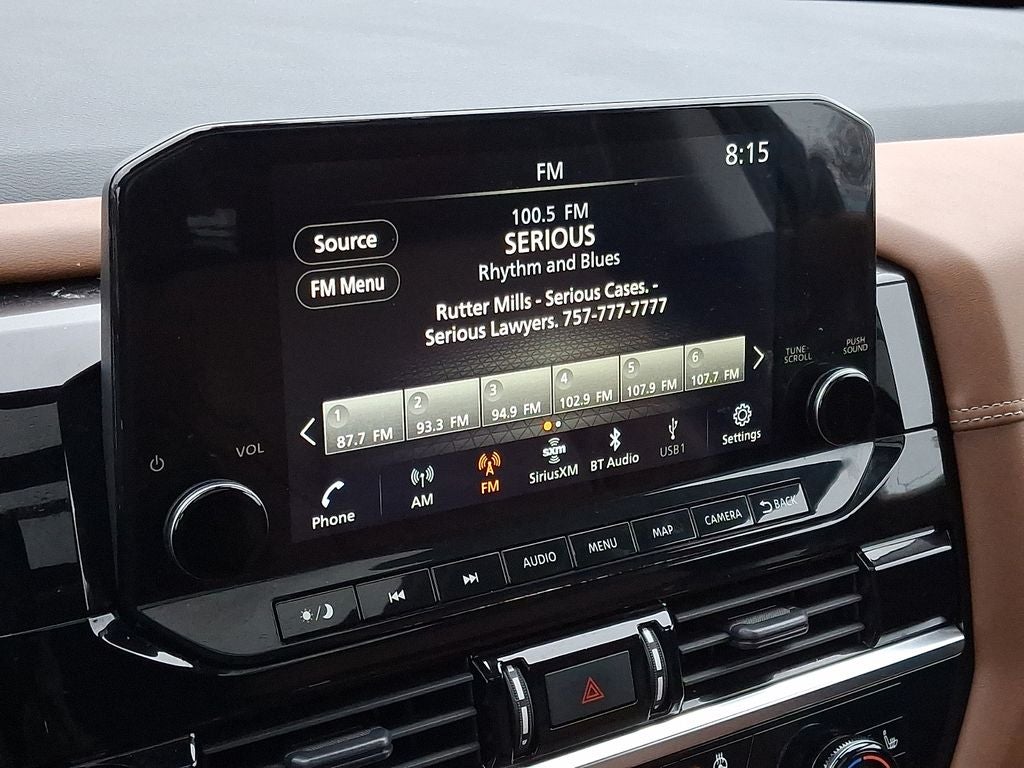 8:15
FM
100.5 FM
SERIOUS
Rhythm and Blues
Rutter Mills - Serious Cases. -
Serious Lawyers. 757-777-7777
Source
FM Menu
1 2 3 4 5 6
87.7 FM 93.3 FM 94.9 FM 102.9 FM 107.9 FM 107.7 FM
Phone AM FM sxm SiriusXM BT Audio USB1 Settings
VOL
TUNE-
SCROLL
PUSH
SOUND
AUDIO MENU MAP CAMERA BACK